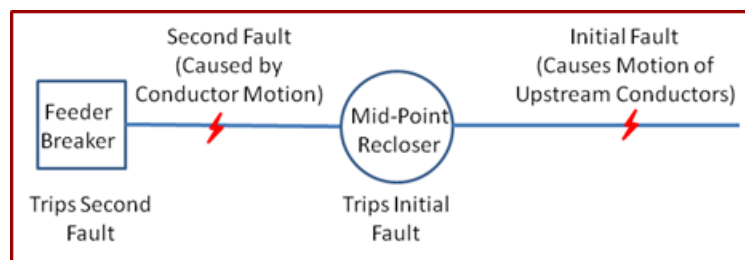 Second Fault
(Caused by
Conductor Motion)
Initial Fault
(Causes Motion of
Upstream Conductors)
Feeder
Breaker
Mid-Point
Recloser
Trips Second
Fault
Trips Initial
Fault